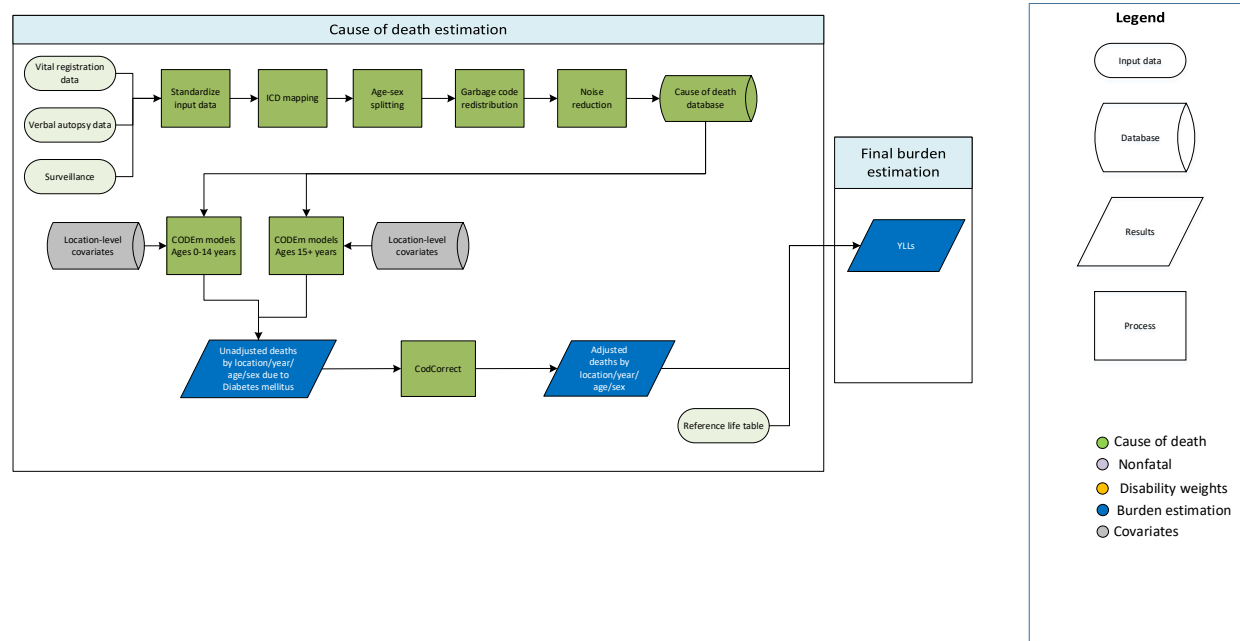 Cause of death estimation
Vital registration
data
Verbal autopsy data
Surveillance
Standardize
input data
ICD mapping
Age-sex
splitting
Garbage code
redistribution
Noise
reduction
Cause of death
database
Location-level
covariates
CODEm models
Ages 0-14 years
CODEm models
Ages 15+ years
Location-level
covariates
Unadjusted deaths
by location/year/
age/sex due to
Diabetes mellitus
CodCorrect
Adjusted
deaths by
location/year/
age/sex
Reference life table
Final burden
estimation
YLLs
Legend
Input data
Database
Results
Process
Cause of death
Nonfatal
Disability weights
Burden estimation
Covariates